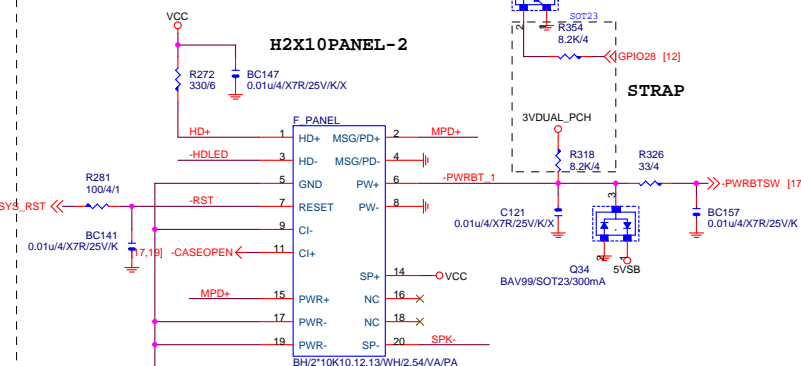 VCC
SOT23
2
1
R354
8.2K/4
GPIO28 [12]
H2X10PANEL-2
R272
330/6
BC147
0.01u/4/X7R/25V/K/X
STRAP
F_PANEL
3VDUAL_PCH
HD+ 1 HD+ MSG/PD+ 2 MPD+
-HDLED 3 HD- MSG/PD- 4
R318
8.2K/4
R326
33/4
R281
100/4/1
5 GND PW+ 6 -PWRBT_1
-PWRBTSW [17
SYS_RST -RST 7 RESET PW- 8
3
C121
0.01u/4/X7R/25V/K/X
BC157
0.01u/4/X7R/25V/K
BC141
0.01u/4/X7R/25V/K
9 CI-
[17,19] -CASEOPEN 11 CI+
2
1
5VSB
Q34
BAV99/SOT23/300mA
SP+ 14 VCC
MPD+ 15 PWR+ NC 16
17 PWR- NC 18
19 PWR- SP- 20 SPK-
BH/2*10K10,12,13/WH/2.54/VA/PA